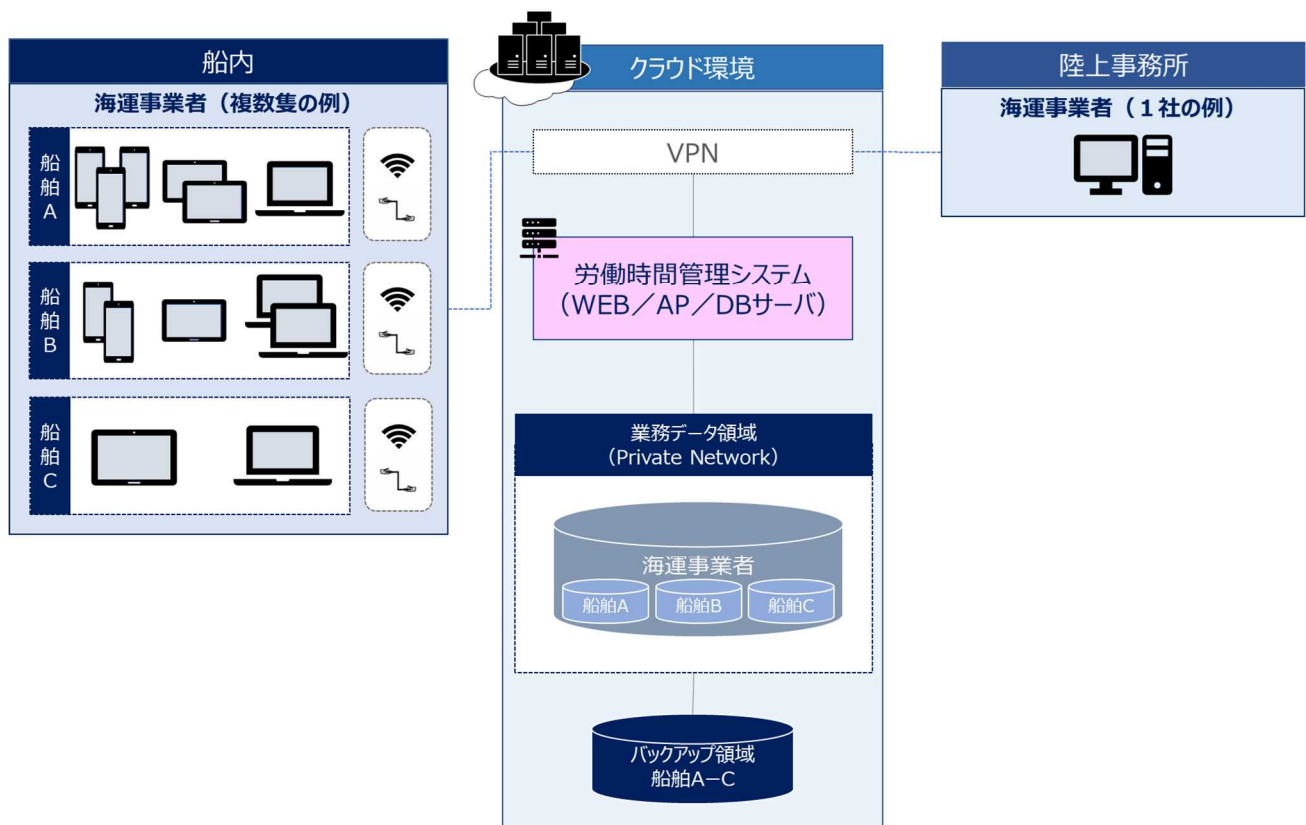 船内
海運事業者（複数隻の例）
船舶A
船舶B
船舶C
クラウド環境
VPN
労働時間管理システム
（WEB／AP／DBサーバ）
業務データ領域
（Private Network）
海運事業者
船舶A
船舶B
船舶C
バックアップ領域
船舶A－C
陸上事務所
海運事業者（１社の例）